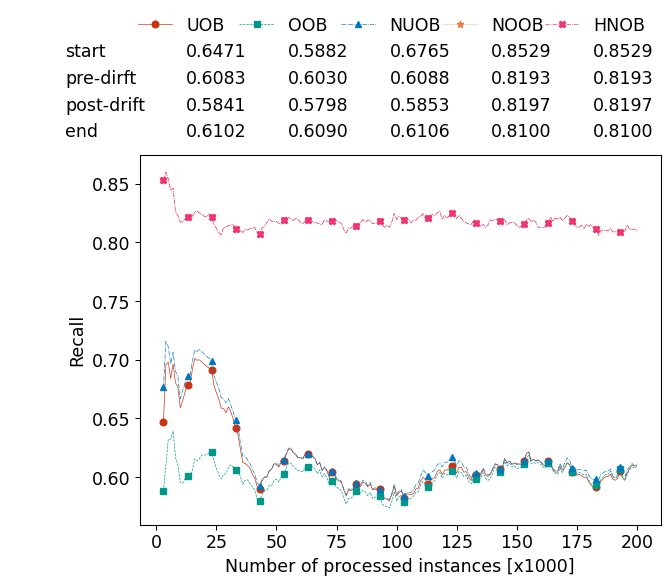 UOB OOB NUOB NOOB HNOB
start 0.6471 0.5882 0.6765 0.8529 0.8529
pre-dirft 0.6083 0.6030 0.6088 0.8193 0.8193
post-drift 0.5841 0.5798 0.5853 0.8197 0.8197
end 0.6102 0.6090 0.6106 0.8100 0.8100
0.85
0.80
0.75
0.70
0.65
0.60
Recall
0 25 50 75 100 125 150 175 200
Number of processed instances [x1000]